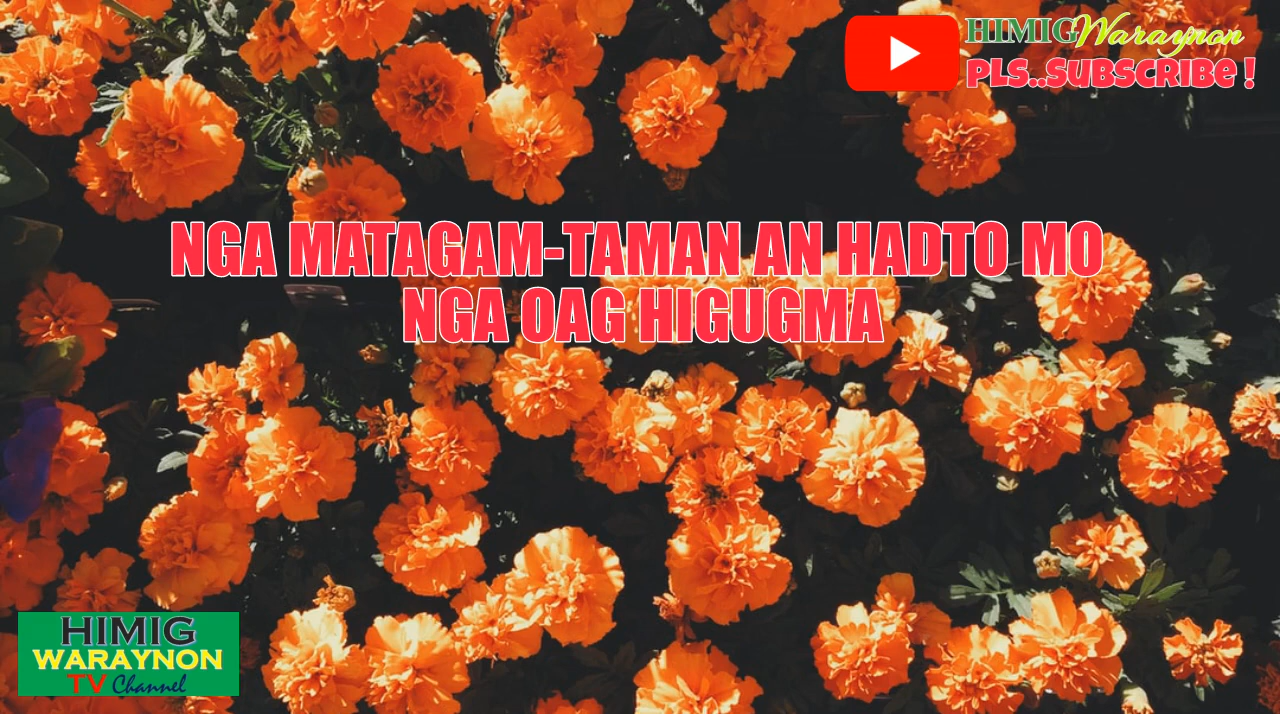 HIMIG Waraynon
PLS..SUBSCRIBE !
NGA MATAGAM-TAMAN AN HADTO MO
NGA OAG HIGUGMA
HIMIG
WARAYNON
TV Channel